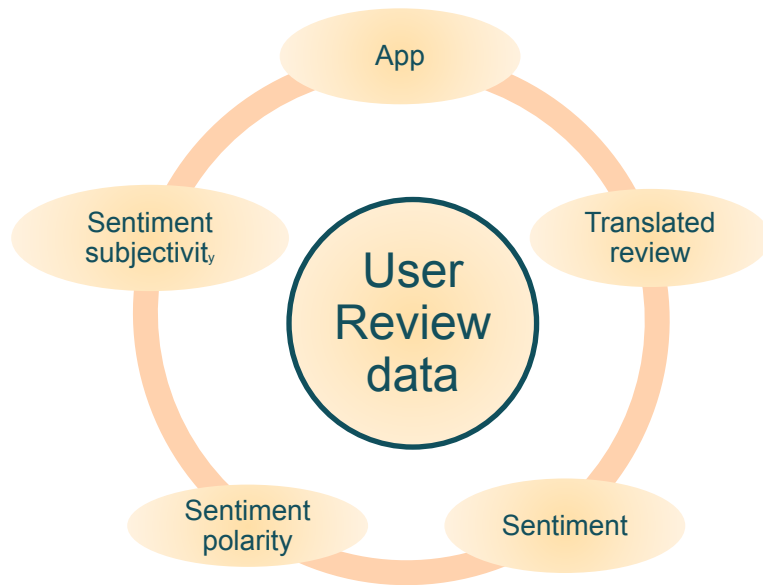 App
Translated
review
Sentiment
Sentiment
polarity
Sentiment
subjectivity
User
Review
data